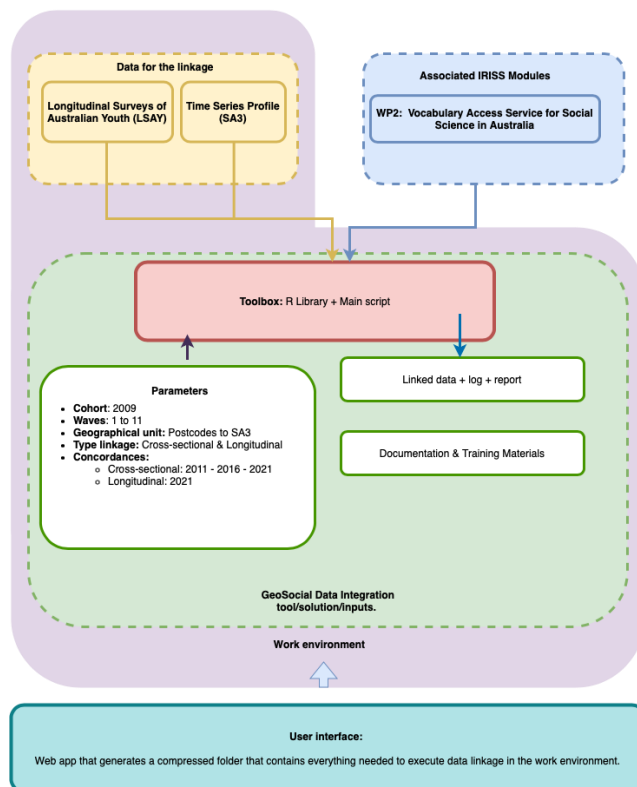 Data for the linkage
Longitudinal Surveys of
Australian Youth (LSAY)
Time Series Profile
(SA3)
Associated IRISS Modules
WP2: Vocabulary Access Service for Social
Science in Australia
Toolbox: R Library + Main script
Parameters
• Cohort: 2009
• Waves: 1 to 11
• Geographical unit: Postcodes to SA3
• Type linkage: Cross-sectional & Longitudinal
• Concordances:
○ Cross-sectional: 2011 - 2016 - 2021
○ Longitudinal: 2021
Linked data + log + report
Documentation & Training Materials
GeoSocial Data Integration
tool/solution/inputs.
Work environment
User interface:
Web app that generates a compressed folder that contains everything needed to execute data linkage in the work environment.